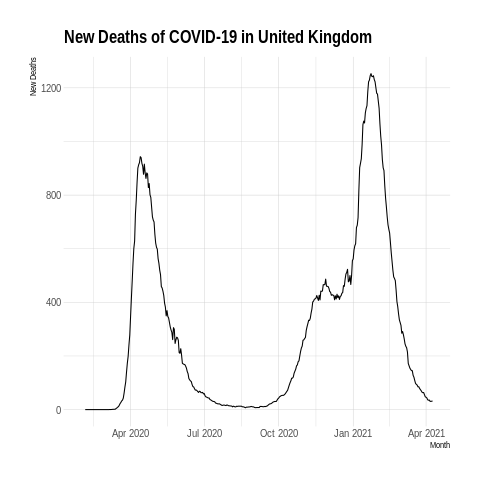 New Deaths of COVID-19 in United Kingdom
New Deaths
1200
800
400
0
Apr 2020 Jul 2020 Oct 2020 Jan 2021 Apr 2021
Month